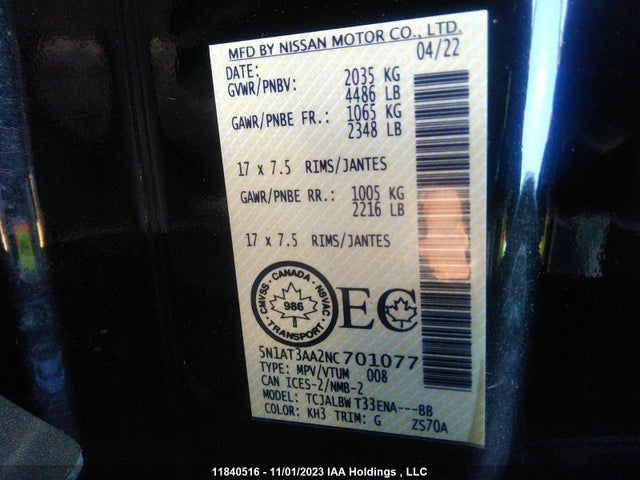 MFD BY NISSAN MOTOR CO., LTD.
DATE: 04/22
GVWR/PNBV: 2035 KG
4486 LB
GAWR/PNBE FR.: 1065 KG
2348 LB
17 x 7.5 RIMS/JANTES
GAWR/PNBE RR.: 1005 KG
2216 LB
17 x 7.5 RIMS/JANTES
CMVSS · CANADA · NSVAC
986
· TRANSPORT ·
EC
5N1AT3AA2NC701077
TYPE: MPV/VTUM 008
CAN ICES-2/NMB-2
MODEL: TCJALBW T33ENA---BB
COLOR: KH3 TRIM: G ZS70A
11840516 - 11/01/2023 IAA Holdings , LLC